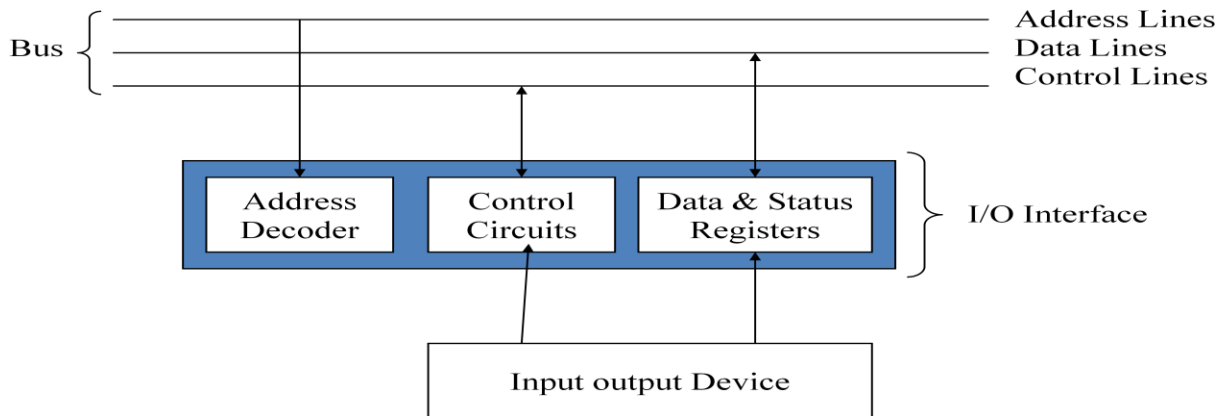 Bus
Address Lines
Data Lines
Control Lines
Address
Decoder
Control
Circuits
Data & Status
Registers
I/O Interface
Input output Device